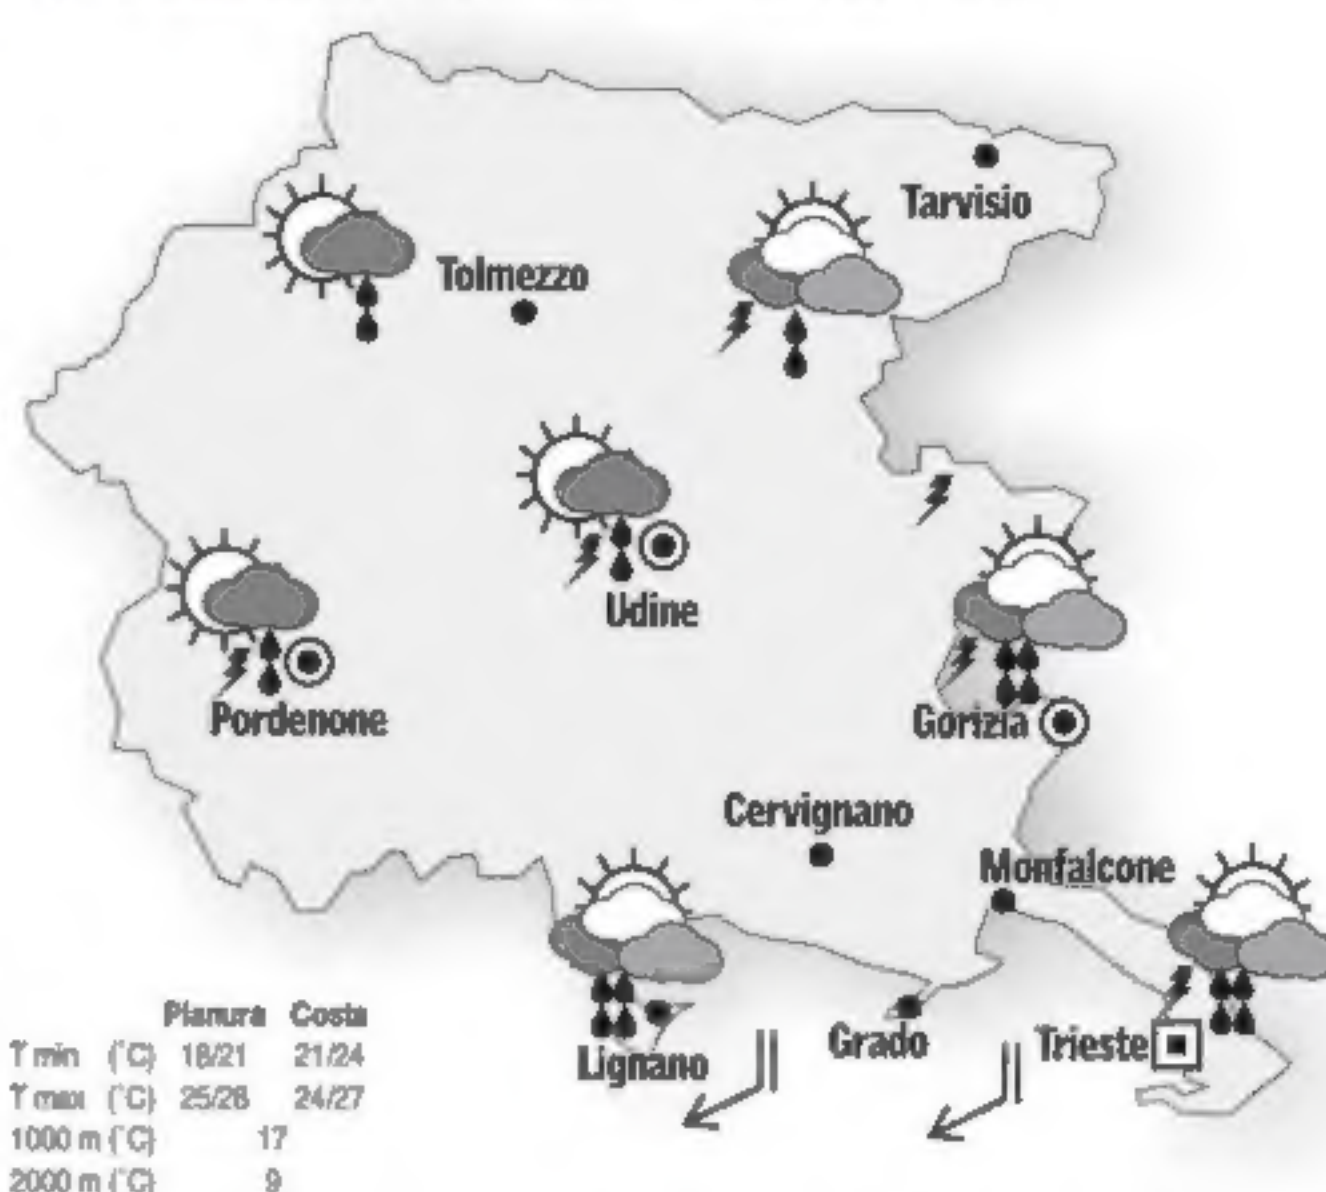 Tarvisio
Tolmezzo
Udine
Pordenone
Gorizia
Cervignano
Monfalcone
Grado
Trieste
Lignano
Pianura Costa
T min (°C) 18/21 21/24
T max (°C) 25/28 24/27
1000 m (°C) 17
2000 m (°C) 9